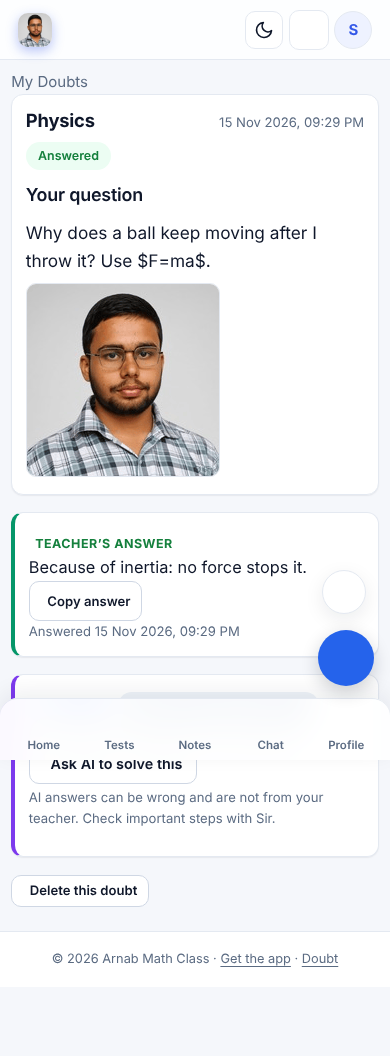 S
My Doubts
Physics
15 Nov 2026, 09:29 PM
Answered
Your question
Why does a ball keep moving after I
throw it? Use $F=ma$.
TEACHER’S ANSWER
Because of inertia: no force stops it.
Copy answer
Answered 15 Nov 2026, 09:29 PM
Home Tests Notes Chat Profile
Ask AI to solve this
AI answers can be wrong and are not from your
teacher. Check important steps with Sir.
Delete this doubt
© 2026 Arnab Math Class · Get the app · Doubt